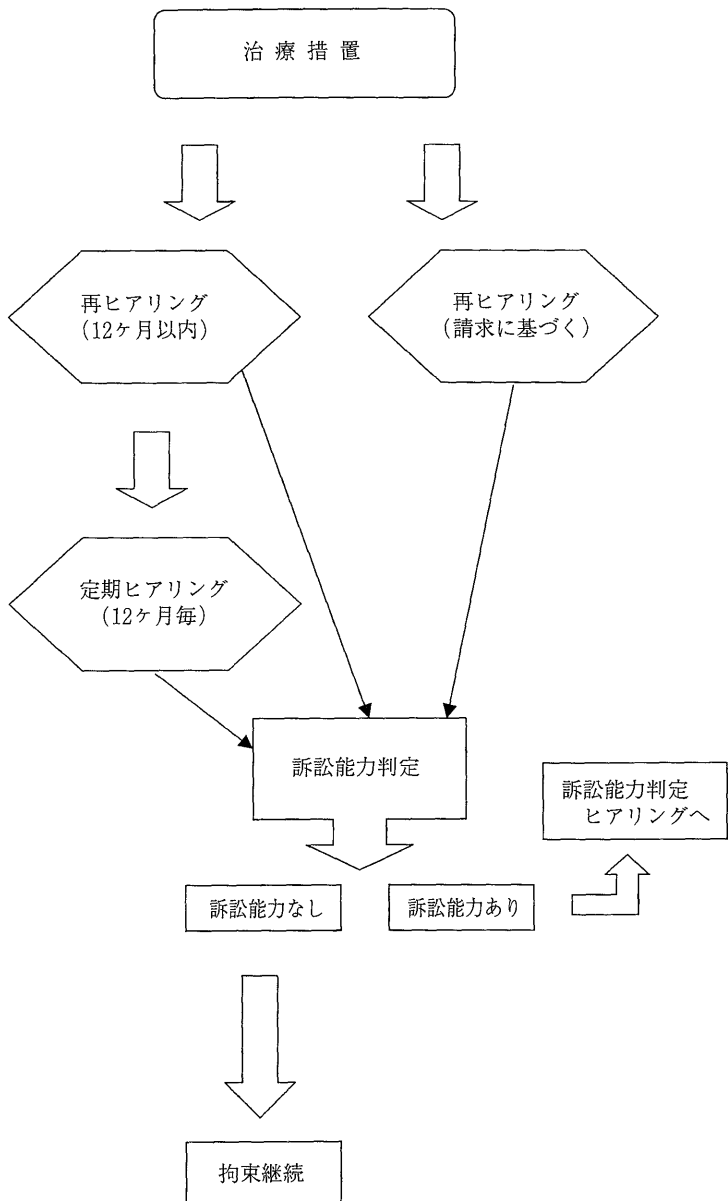 治療措置
再ヒアリング
(12ヶ月以内)
再ヒアリング
(請求に基づく)
定期ヒアリング
(12ヶ月毎)
訴訟能力判定
訴訟能力判定
ヒアリングへ
訴訟能力なし
訴訟能力あり
拘束継続